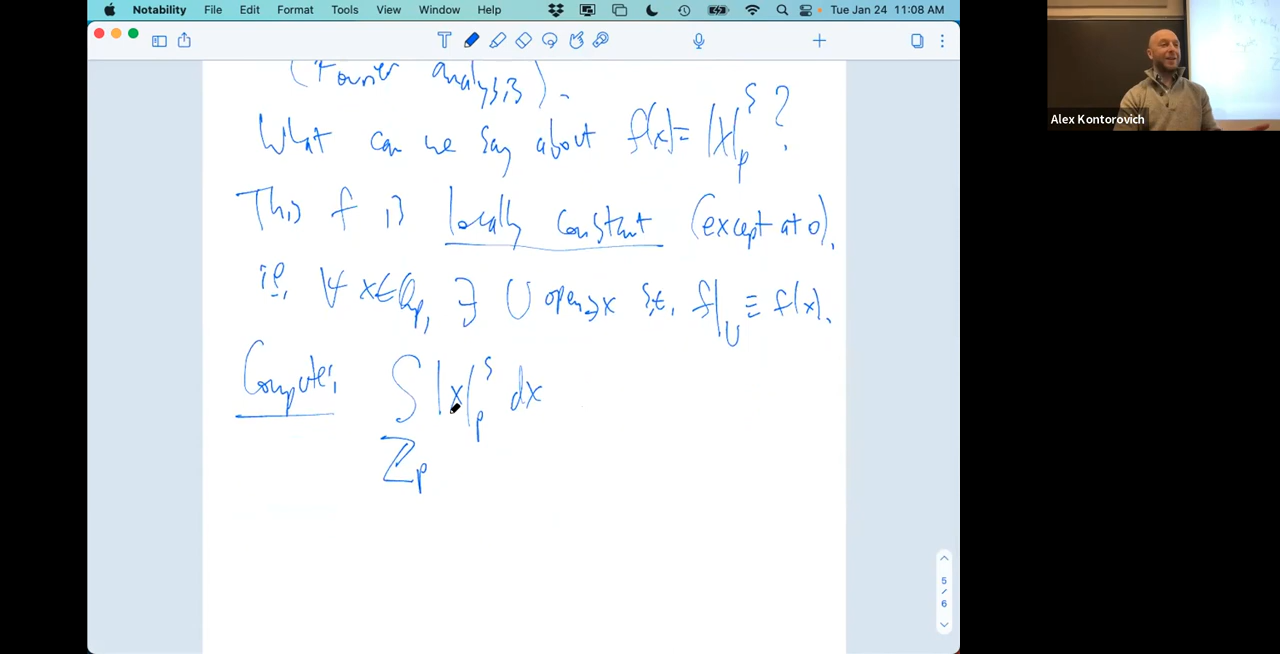 Notability File Edit Format Tools View Window Help Tue Jan 24 11:08 AM
(Fourier analysis).
What can we say about f(x)=|x|_p^s?
This f is locally constant (except at 0).
ie, ∀ x∈Q_p, ∃ U open∋x s.t. f|_U ≡ f(x).
Compute: ∫_{ℤ_p} |x|_p^s dx
5
/
6
Alex Kontorovich